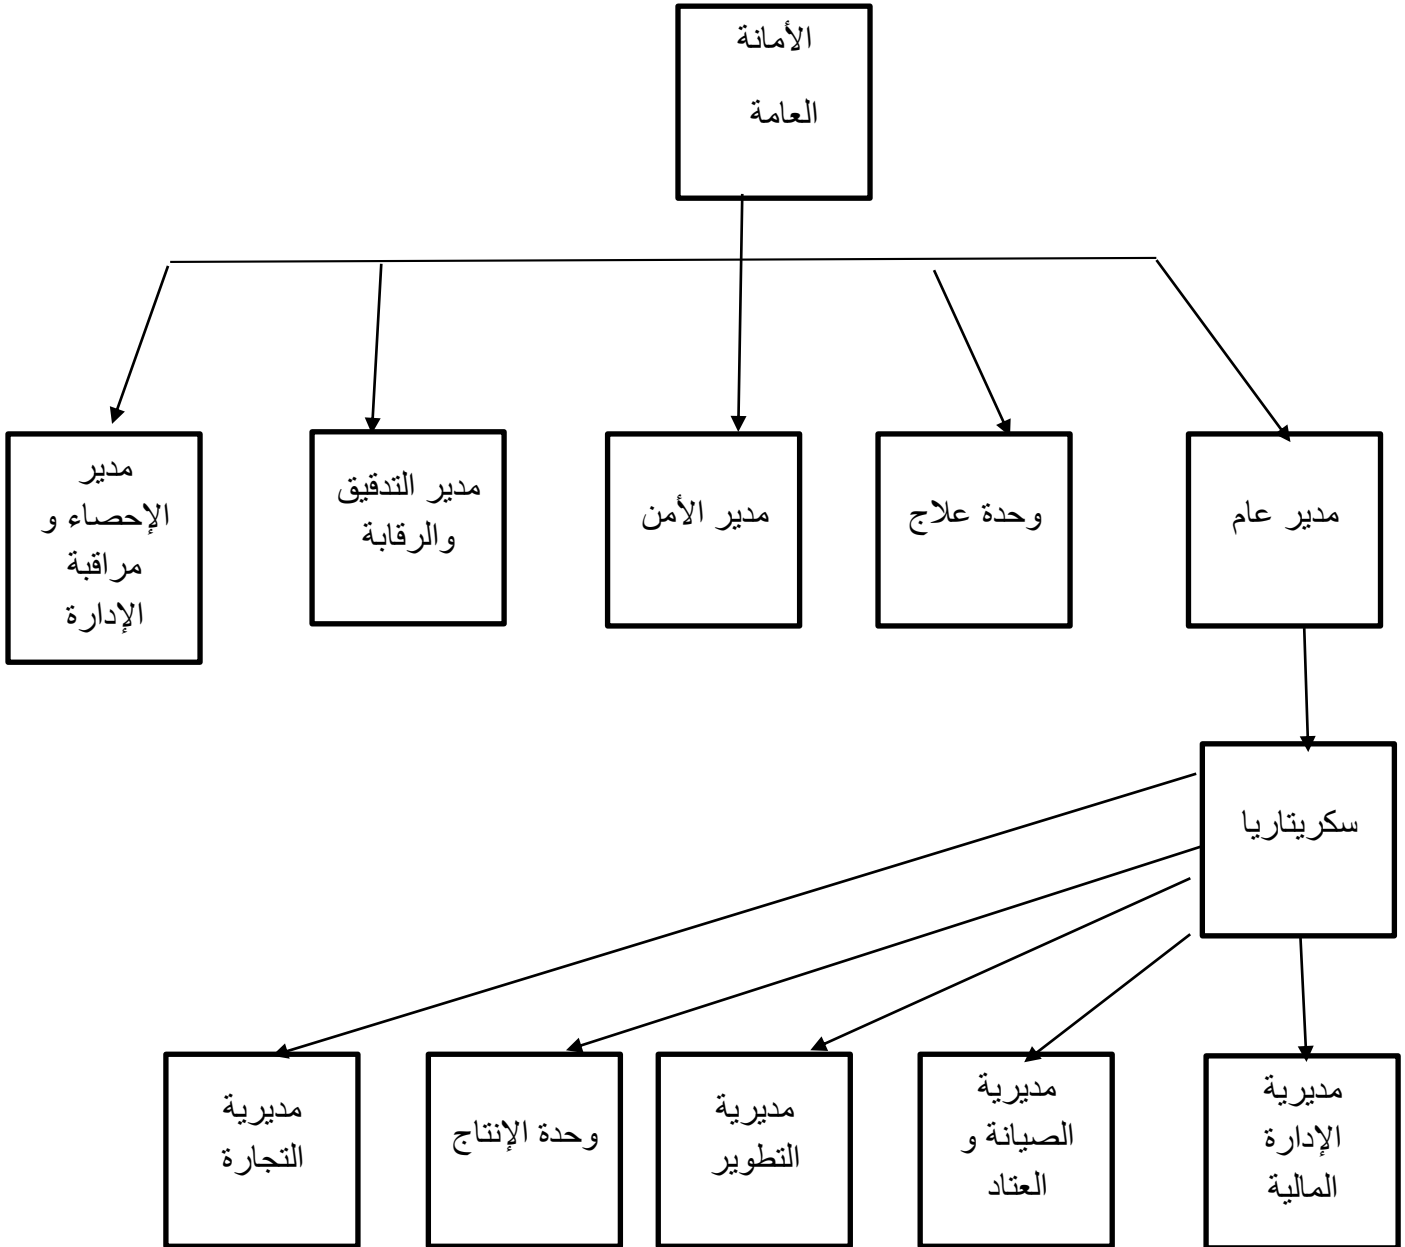 الأمانة
العامة
مدير عام
وحدة علاج
مدير الأمن
مدير التدقيق
والرقابة
مدير
الإحصاء و
مراقبة
الإدارة
سكريتاريا
مديرية
الإدارة
المالية
مديرية
الصيانة و
العتاد
مديرية
التطوير
وحدة الإنتاج
مديرية
التجارة